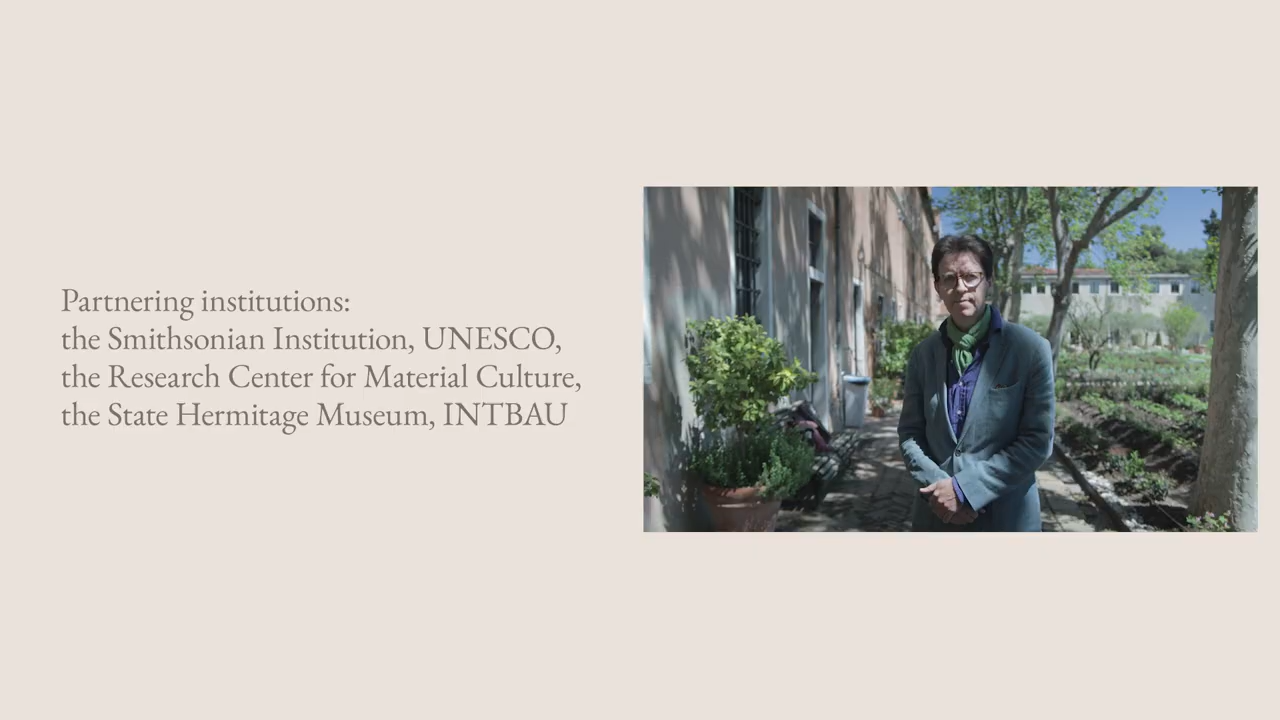 Partnering institutions:
the Smithsonian Institution, UNESCO,
the Research Center for Material Culture,
the State Hermitage Museum, INTBAU